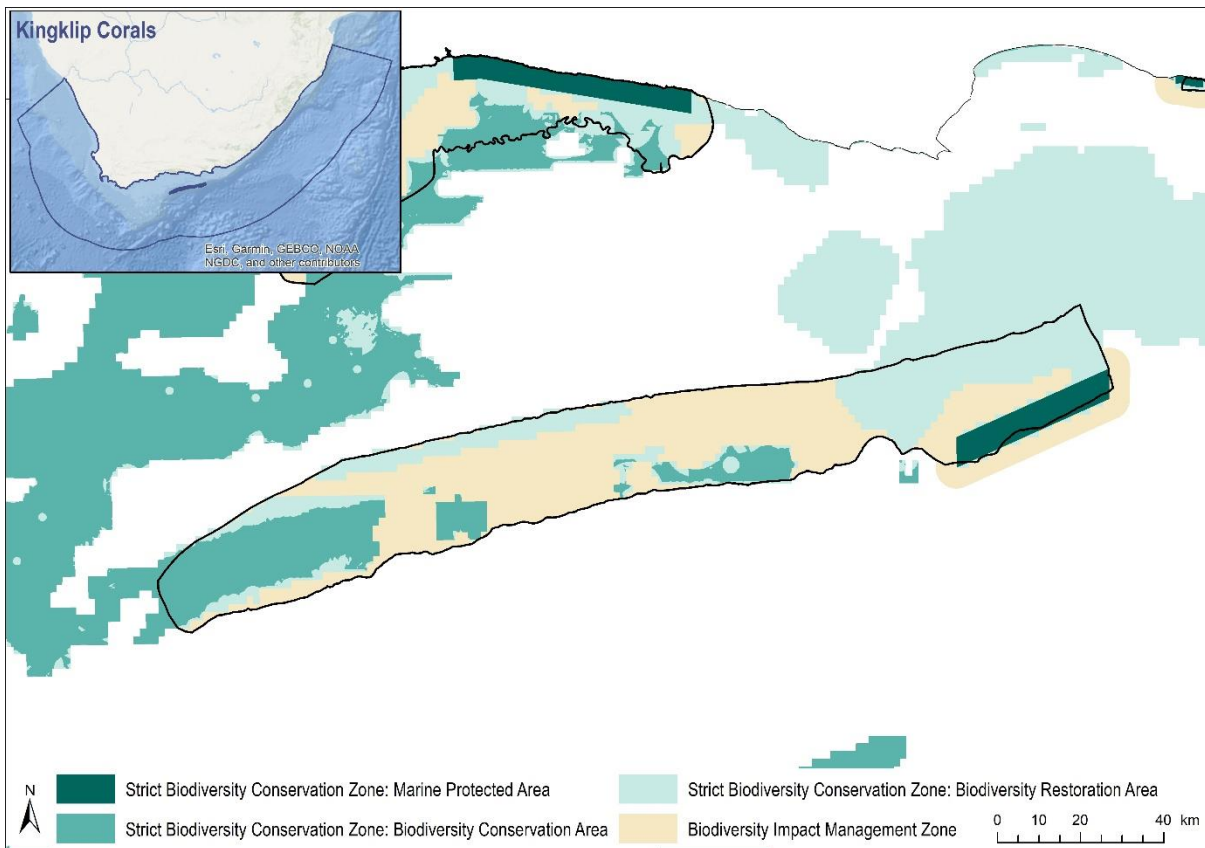 Kingklip Corals
Esri, Garmin, GEBCO, NOAA
NGDC, and other contributors
N
Strict Biodiversity Conservation Zone: Marine Protected Area
Strict Biodiversity Conservation Zone: Biodiversity Restoration Area
Strict Biodiversity Conservation Zone: Biodiversity Conservation Area
Biodiversity Impact Management Zone
0 10 20 40 km